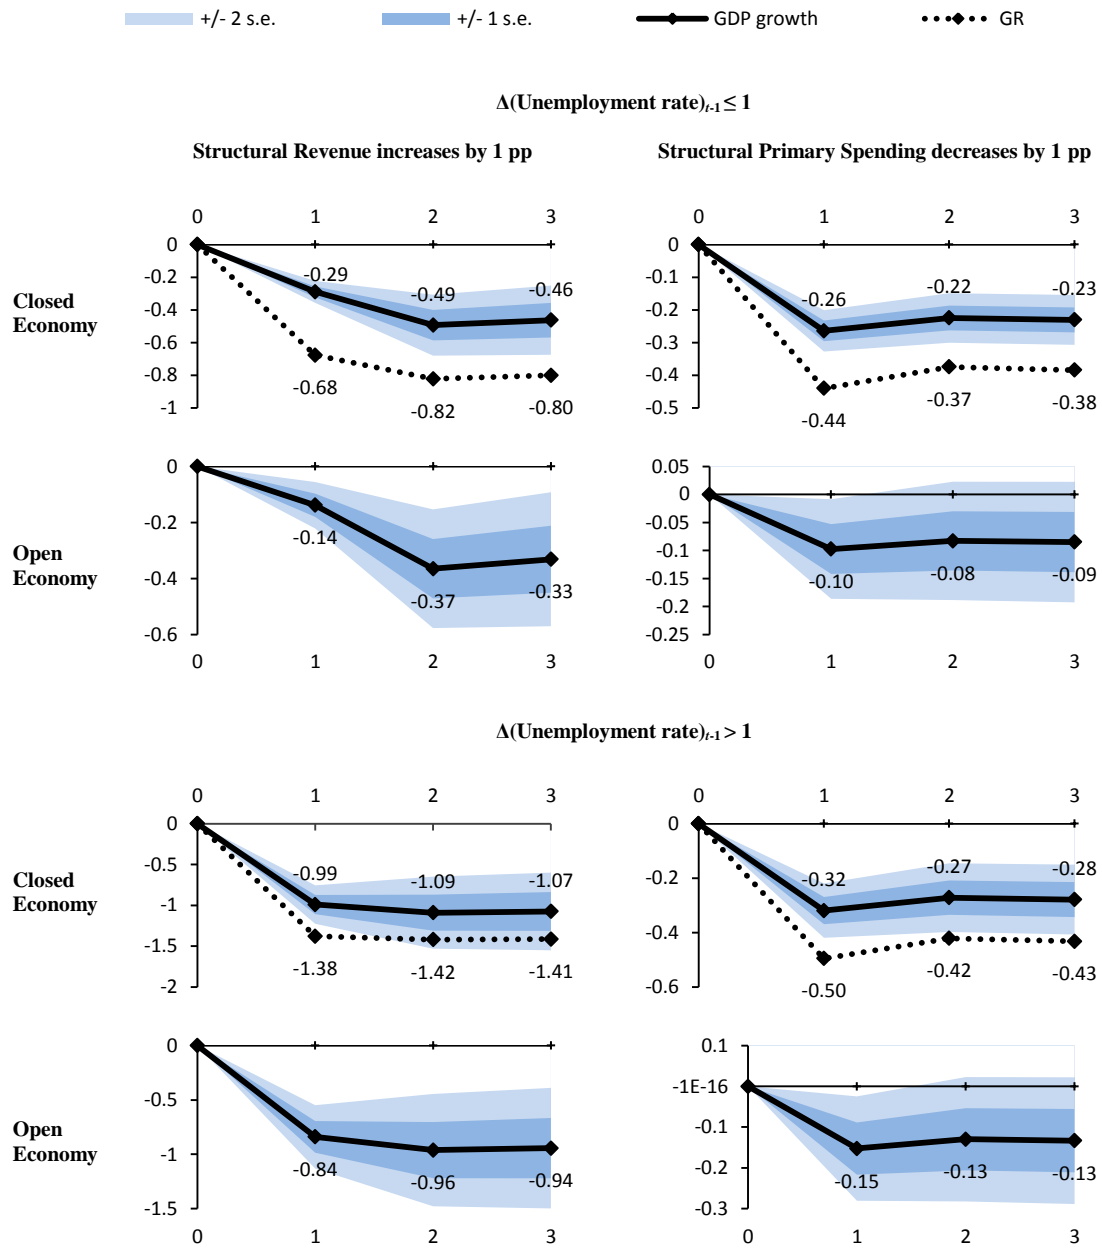 +/- 2 s.e. +/- 1 s.e. GDP growth GR
Δ(Unemployment rate)t-1 ≤ 1
Structural Revenue increases by 1 pp Structural Primary Spending decreases by 1 pp
Closed
Economy
0 1 2 3
0
-0.2
-0.4
-0.6
-0.8
-1
-0.29 -0.49 -0.46
-0.68 -0.82 -0.80
0 1 2 3
0
-0.1
-0.2
-0.3
-0.4
-0.5
-0.26 -0.22 -0.23
-0.44 -0.37 -0.38
Open
Economy
0
-0.2
-0.4
-0.6
-0.14 -0.37 -0.33
0 1 2 3
0.05
0
-0.05
-0.1
-0.15
-0.2
-0.25
-0.10 -0.08 -0.09
0 1 2 3
Δ(Unemployment rate)t-1 > 1
Closed
Economy
0 1 2 3
0
-0.5
-1
-1.5
-2
-0.99 -1.09 -1.07
-1.38 -1.42 -1.41
0 1 2 3
0
-0.2
-0.4
-0.6
-0.32 -0.27 -0.28
-0.50 -0.42 -0.43
Open
Economy
0
-0.5
-1
-1.5
-0.84 -0.96 -0.94
0 1 2 3
0.1
-1E-16
-0.1
-0.2
-0.3
-0.15 -0.13 -0.13
0 1 2 3